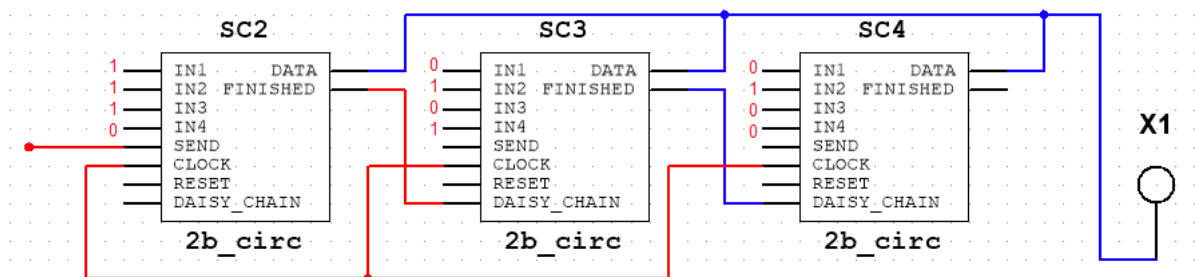 SC2 SC3 SC4
1 IN1 DATA 0 IN1 DATA 0 IN1 DATA
1 IN2 FINISHED 1 IN2 FINISHED 1 IN2 FINISHED
1 IN3 0 IN3 0 IN3
0 IN4 1 IN4 0 IN4
X1
SEND SEND SEND
CLOCK CLOCK CLOCK
RESET RESET RESET
DAISY_CHAIN DAISY_CHAIN DAISY_CHAIN
2b_circ 2b_circ 2b_circ